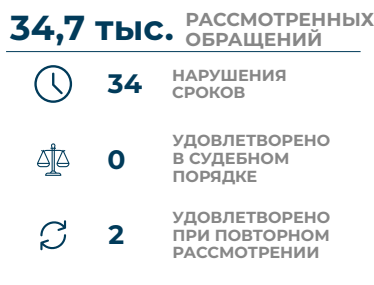 34,7 тыс. РАССМОТРЕННЫХ
ОБРАЩЕНИЙ
34 НАРУШЕНИЯ
СРОКОВ
0 УДОВЛЕТВОРЕНО
В СУДЕБНОМ
ПОРЯДКЕ
2 УДОВЛЕТВОРЕНО
ПРИ ПОВТОРНОМ
РАССМОТРЕНИИ